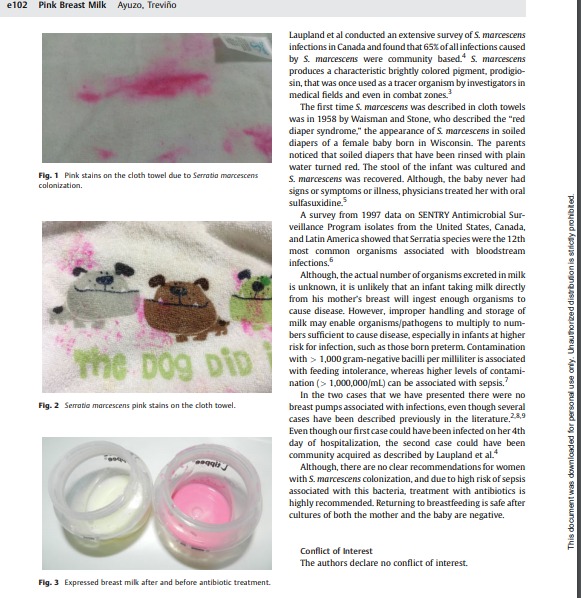 e102 Pink Breast Milk Ayuzo, Treviño
Fig. 1 Pink stains on the cloth towel due to Serratia marcescens
colonization.
The DOG DiD
Fig. 2 Serratia marcescens pink stains on the cloth towel.
Fig. 3 Expressed breast milk after and before antibiotic treatment.
Laupland et al conducted an extensive survey of S. marcescens
infections in Canada and found that 65% of all infections caused
by S. marcescens were community based.4 S. marcescens
produces a characteristic brightly colored pigment, prodigio-
sin, that was once used as a tracer organism by investigators in
medical fields and even in combat zones.3
The first time S. marcescens was described in cloth towels
was in 1958 by Waisman and Stone, who described the “red
diaper syndrome,” the appearance of S. marcescens in soiled
diapers of a female baby born in Wisconsin. The parents
noticed that soiled diapers that have been rinsed with plain
water turned red. The stool of the infant was cultured and
S. marcescens was recovered. Although, the baby never had
signs or symptoms or illness, physicians treated her with oral
sulfasuxidine.5
A survey from 1997 data on SENTRY Antimicrobial Sur-
veillance Program isolates from the United States, Canada,
and Latin America showed that Serratia species were the 12th
most common organisms associated with bloodstream
infections.6
Although, the actual number of organisms excreted in milk
is unknown, it is unlikely that an infant taking milk directly
from his mother’s breast will ingest enough organisms to
cause disease. However, improper handling and storage of
milk may enable organisms/pathogens to multiply to num-
bers sufficient to cause disease, especially in infants at higher
risk for infection, such as those born preterm. Contamination
with > 1,000 gram-negative bacilli per milliliter is associated
with feeding intolerance, whereas higher levels of contami-
nation (> 1,000,000/mL) can be associated with sepsis.7
In the two cases that we have presented there were no
breast pumps associated with infections, even though several
cases have been described previously in the literature.2,8,9
Even though our first case could have been infected on her 4th
day of hospitalization, the second case could have been
community acquired as described by Laupland et al.4
Although, there are no clear recommendations for women
with S. marcescens colonization, and due to high risk of sepsis
associated with this bacteria, treatment with antibiotics is
highly recommended. Returning to breastfeeding is safe after
cultures of both the mother and the baby are negative.
Conflict of Interest
The authors declare no conflict of interest.
This document was downloaded for personal use only. Unauthorized distribution is strictly prohibited.